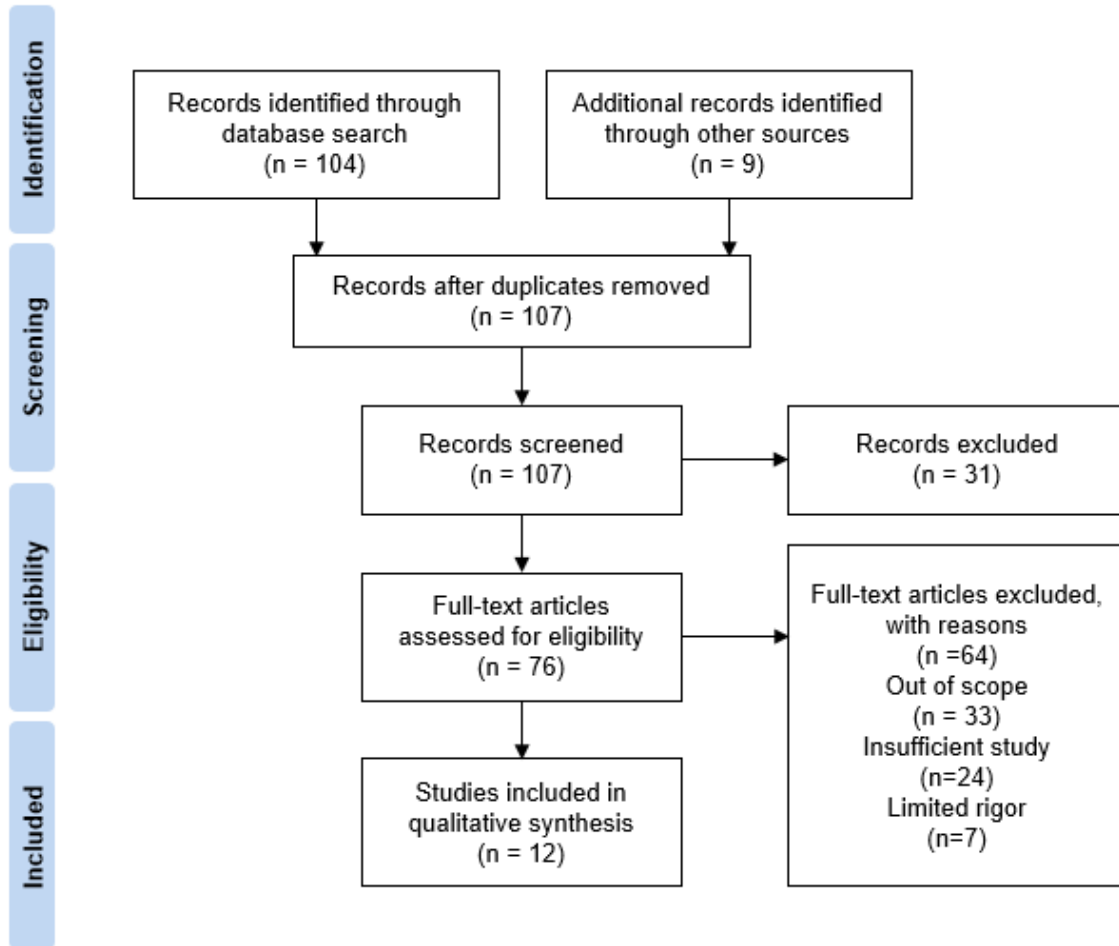 Identification
Records identified through
database search
(n = 104)
Additional records identified
through other sources
(n = 9)
Screening
Records after duplicates removed
(n = 107)
Records screened
(n = 107)
Records excluded
(n = 31)
Eligibility
Full-text articles
assessed for eligibility
(n = 76)
Full-text articles excluded,
with reasons
(n =64)
Out of scope
(n = 33)
Insufficient study
(n=24)
Limited rigor
(n=7)
Included
Studies included in
qualitative synthesis
(n = 12)